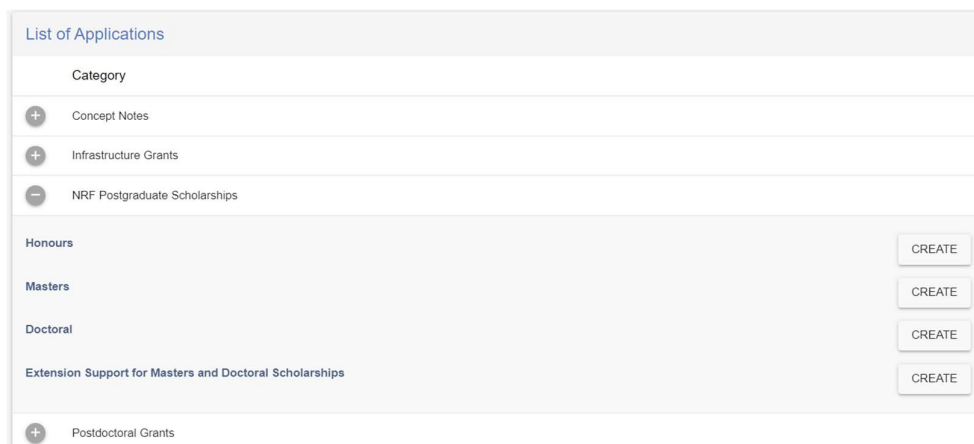 List of Applications
Category
Concept Notes
Infrastructure Grants
NRF Postgraduate Scholarships
Honours CREATE
Masters CREATE
Doctoral CREATE
Extension Support for Masters and Doctoral Scholarships CREATE
Postdoctoral Grants